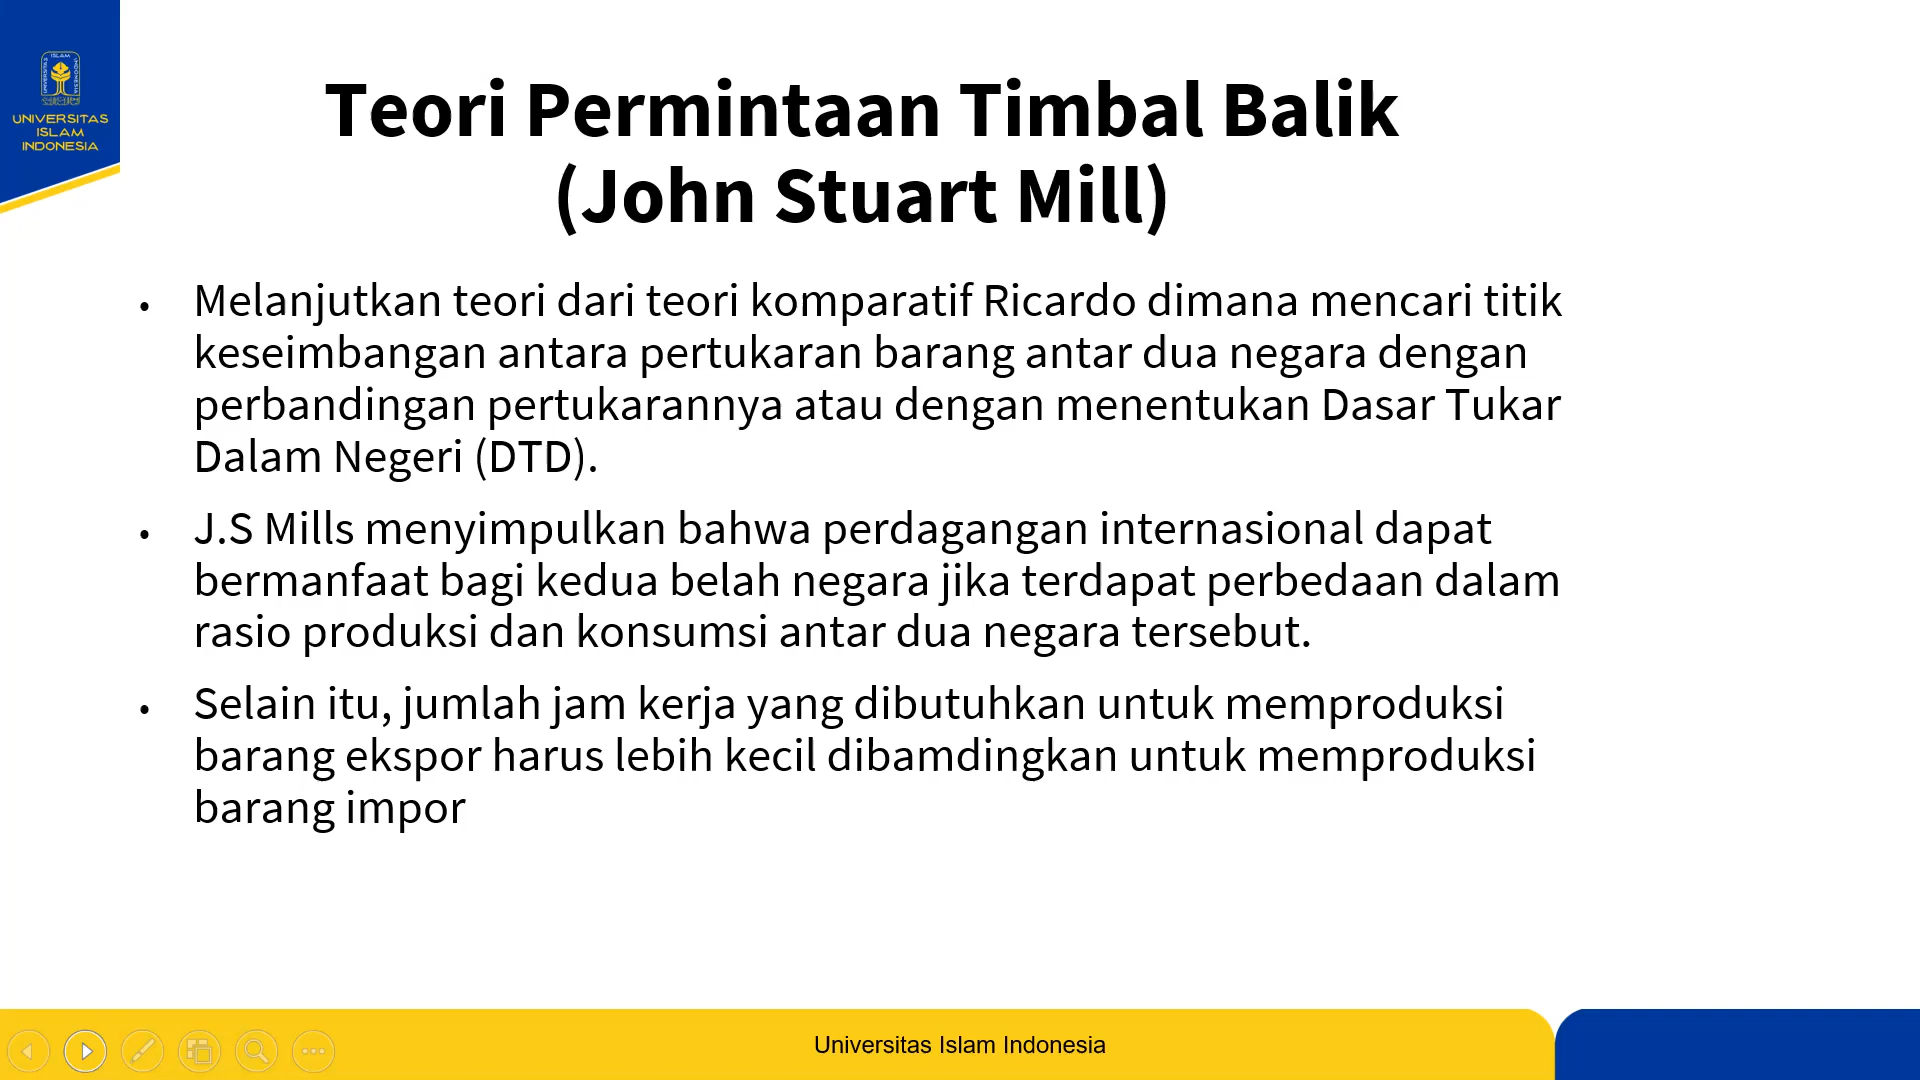 UNIVERSITAS
ISLAM
INDONESIA
Teori Permintaan Timbal Balik
(John Stuart Mill)
• Melanjutkan teori dari teori komparatif Ricardo dimana mencari titik
keseimbangan antara pertukaran barang antar dua negara dengan
perbandingan pertukarannya atau dengan menentukan Dasar Tukar
Dalam Negeri (DTD).
• J.S Mills menyimpulkan bahwa perdagangan internasional dapat
bermanfaat bagi kedua belah negara jika terdapat perbedaan dalam
rasio produksi dan konsumsi antar dua negara tersebut.
• Selain itu, jumlah jam kerja yang dibutuhkan untuk memproduksi
barang ekspor harus lebih kecil dibamdingkan untuk memproduksi
barang impor
Universitas Islam Indonesia